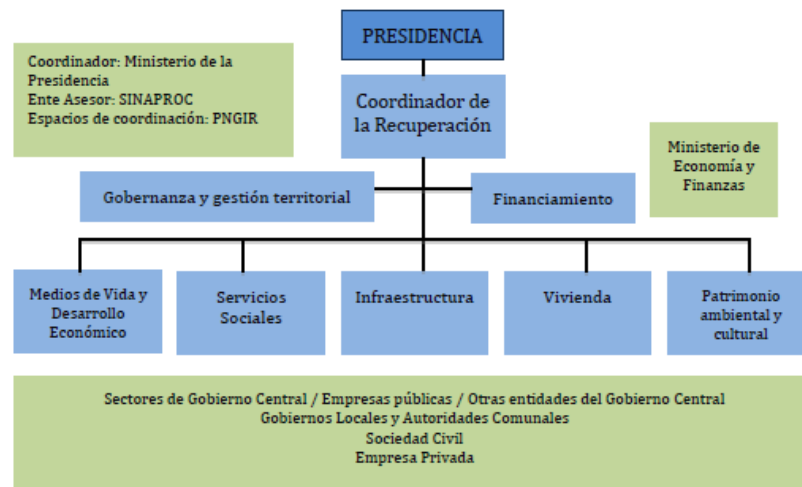 PRESIDENCIA
Coordinador: Ministerio de la
Presidencia
Ente Asesor: SINAPROC
Espacios de coordinación: PNGIR
Coordinador de
la Recuperación
Ministerio de
Economía y
Finanzas
Gobernanza y gestión territorial
Financiamiento
Medios de Vida y
Desarrollo
Económico
Servicios
Sociales
Infraestructura
Vivienda
Patrimonio
ambiental y
cultural
Sectores de Gobierno Central / Empresas públicas / Otras entidades del Gobierno Central
Gobiernos Locales y Autoridades Comunales
Sociedad Civil
Empresa Privada